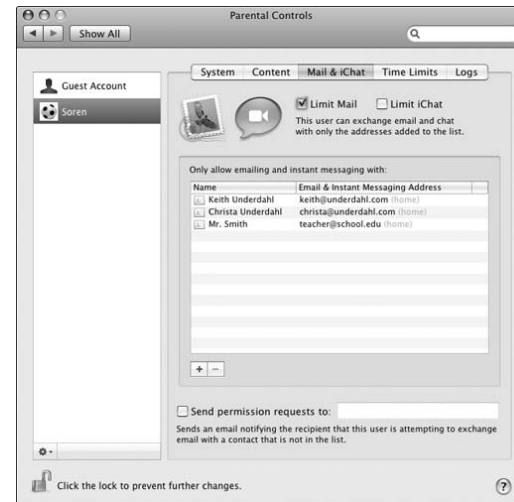 Parental Controls
Show All
System Content Mail & iChat Time Limits Logs
Guest Account
Soren
Limit Mail Limit iChat
This user can exchange email and chat
with only the addresses added to the list.
Only allow emailing and instant messaging with:
Name Email & Instant Messaging Address
Keith Underdahl keith@underdahl.com (home)
Christa Underdahl christa@underdahl.com (home)
Mr. Smith teacher@school.edu (home)
+ −
Send permission requests to:
Sends an email notifying the recipient that this user is attempting to exchange
email with a contact that is not in the list.
Click the lock to prevent further changes.
?